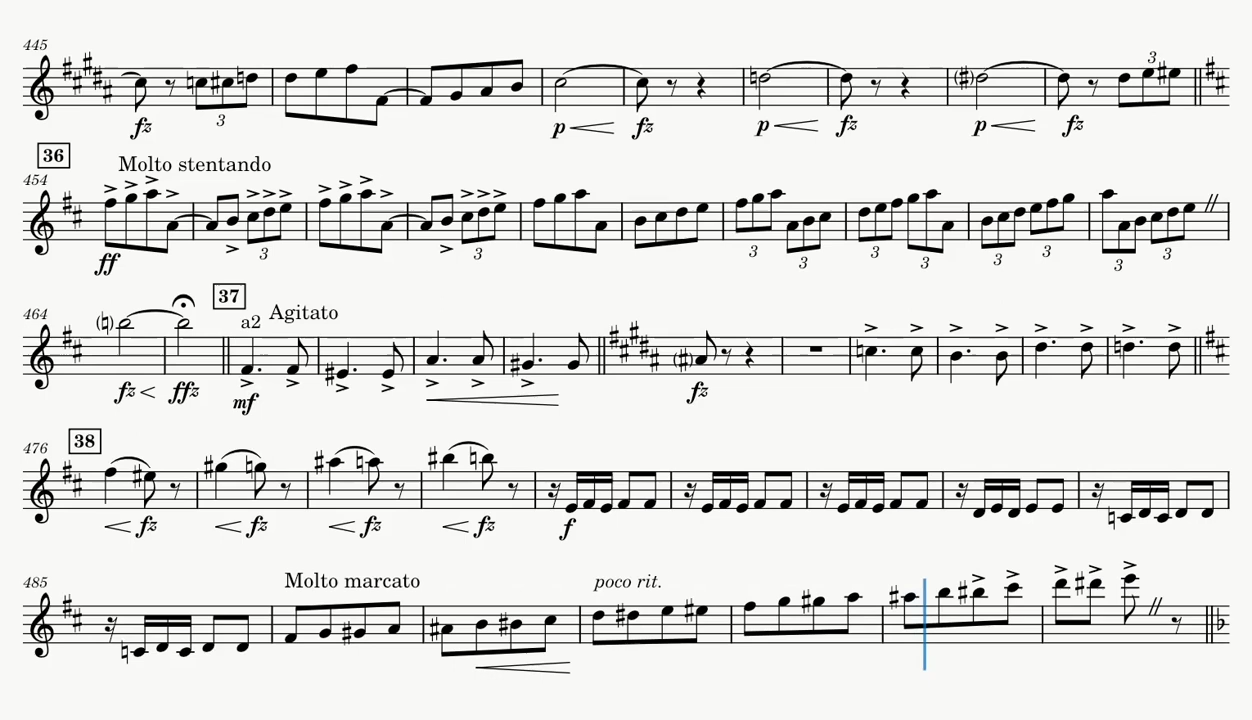 445
3
3
fz
p
fz
p
fz
p
fz
36
Molto stentando
454
ff
3
3
3
3
3
3
3
3
3
3
464
37
a2 Agitato
fz
ffz
mf
fz
476
38
fz
fz
fz
fz
f
485
Molto marcato
poco rit.